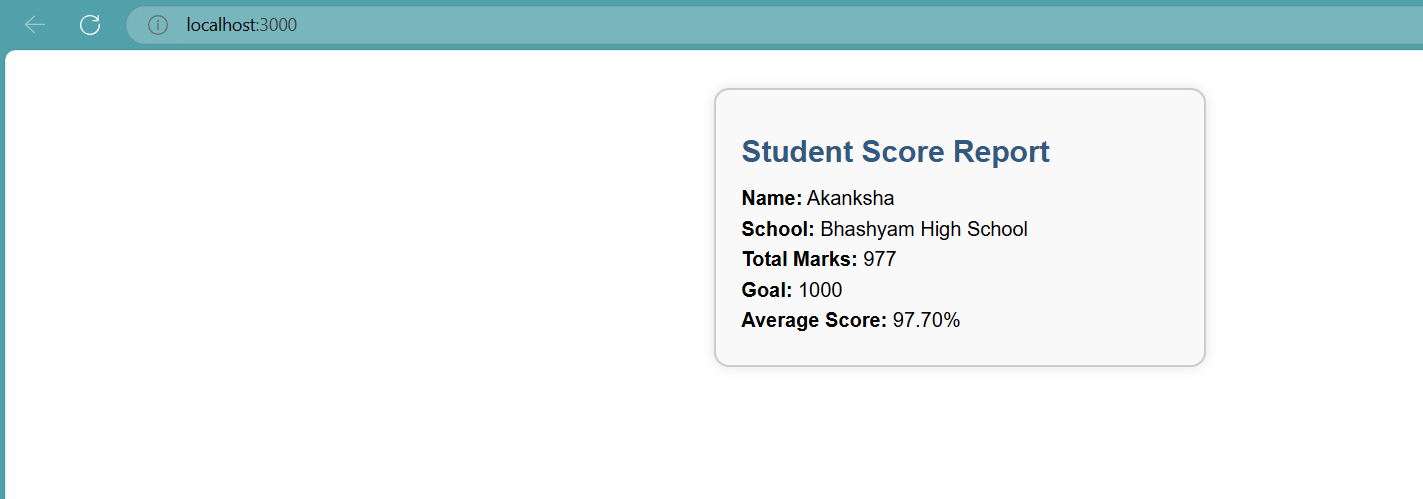 localhost:3000
Student Score Report
Name: Akanksha
School: Bhashyam High School
Total Marks: 977
Goal: 1000
Average Score: 97.70%